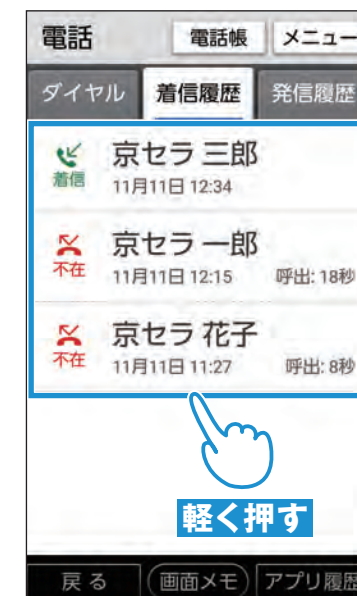 電話 電話帳 メニュー
ダイヤル 着信履歴 発信履歴
京セラ 三郎
着信 11月11日 12:34
京セラ 一郎
不在 11月11日 12:15 呼出: 18秒
京セラ 花子
不在 11月11日 11:27 呼出: 8秒
軽く押す
戻る 画面メモ アプリ履歴